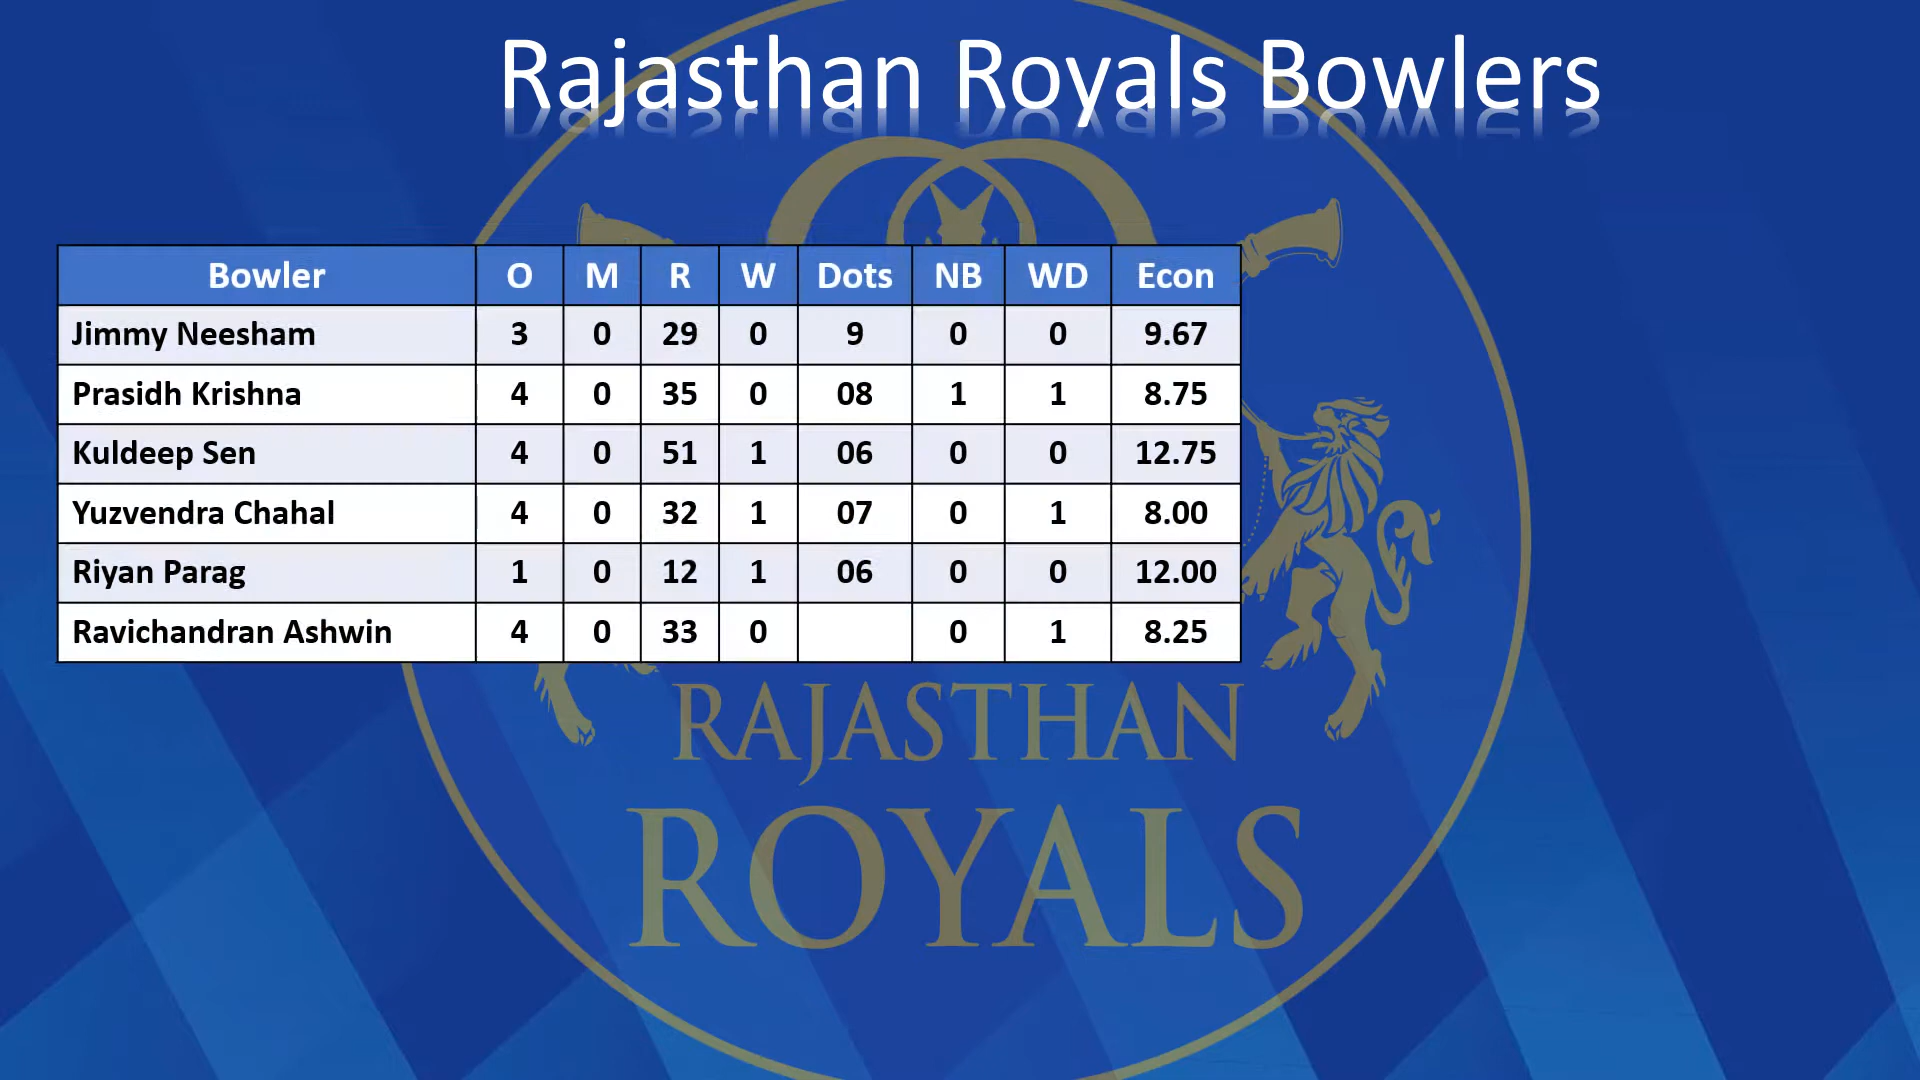 Rajasthan Royals Bowlers
Bowler O M R W Dots NB WD Econ
Jimmy Neesham 3 0 29 0 9 0 0 9.67
Prasidh Krishna 4 0 35 0 08 1 1 8.75
Kuldeep Sen 4 0 51 1 06 0 0 12.75
Yuzvendra Chahal 4 0 32 1 07 0 1 8.00
Riyan Parag 1 0 12 1 06 0 0 12.00
Ravichandran Ashwin 4 0 33 0 0 1 8.25
RAJASTHAN
ROYALS